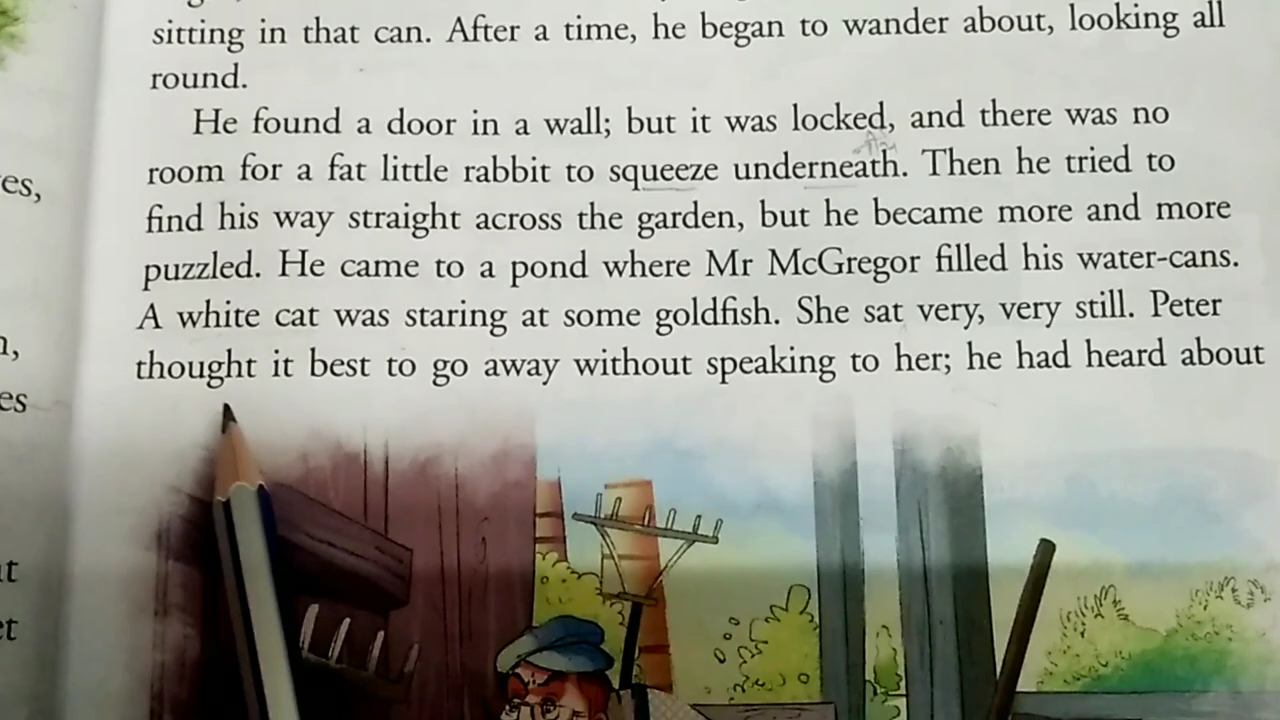 sitting in that can. After a time, he began to wander about, looking all
round.
He found a door in a wall; but it was locked, and there was no
room for a fat little rabbit to squeeze underneath. Then he tried to
es,
find his way straight across the garden, but he became more and more
puzzled. He came to a pond where Mr McGregor filled his water-cans.
A white cat was staring at some goldfish. She sat very, very still. Peter
thought it best to go away without speaking to her; he had heard about
es